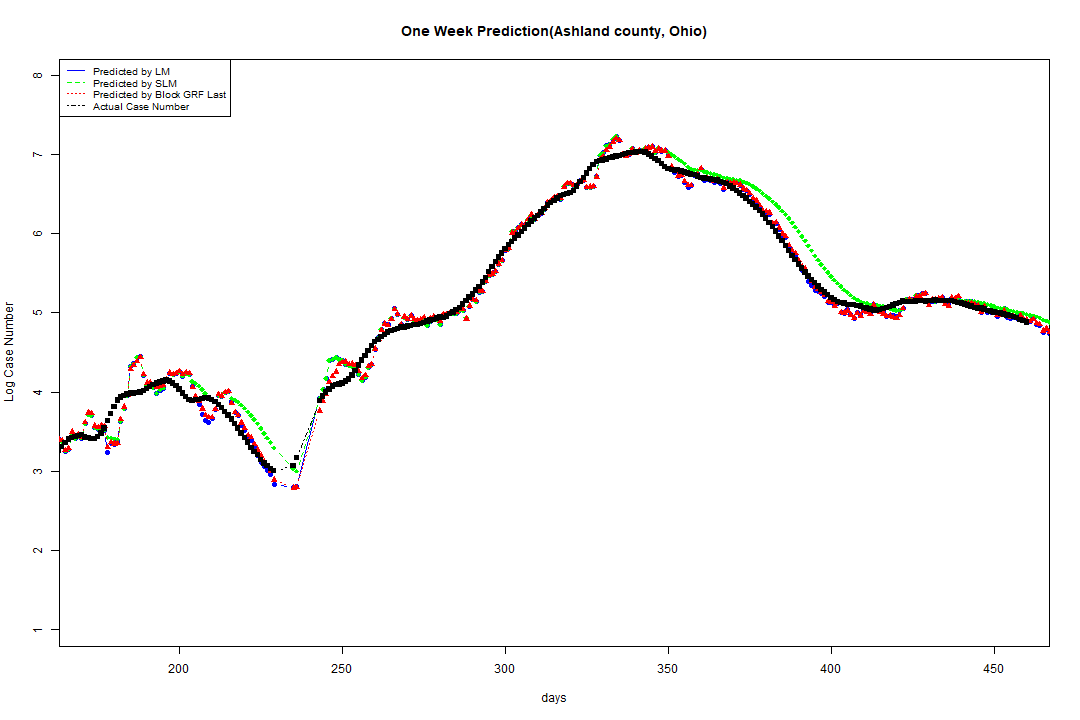 One Week Prediction(Ashland county, Ohio)
Predicted by LM
Predicted by SLM
Predicted by Block GRF Last
Actual Case Number
8
7
6
5
4
3
2
1
Log Case Number
200 250 300 350 400 450
days